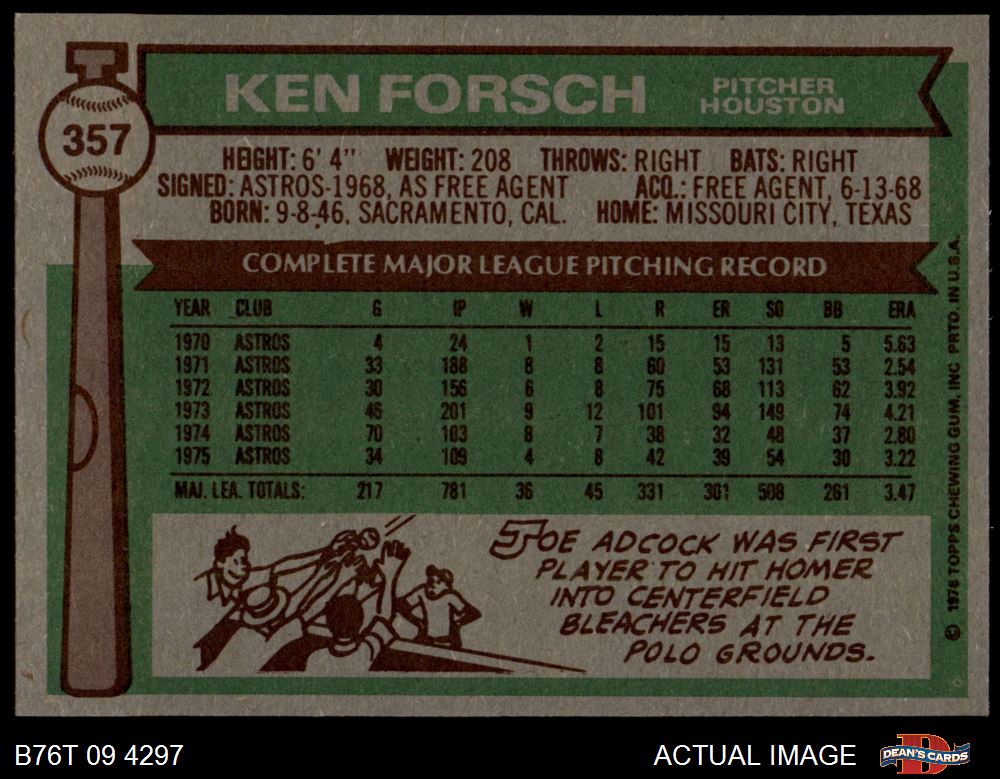 357
KEN FORSCH
PITCHER
HOUSTON
HEIGHT: 6' 4" WEIGHT: 208 THROWS: RIGHT BATS: RIGHT
SIGNED: ASTROS-1968, AS FREE AGENT ACQ.: FREE AGENT, 6-13-68
BORN: 9-8-46, SACRAMENTO, CAL. HOME: MISSOURI CITY, TEXAS
COMPLETE MAJOR LEAGUE PITCHING RECORD
YEAR CLUB G IP W L R ER SO BB ERA
1970 ASTROS 4 24 1 2 15 15 13 5 5.63
1971 ASTROS 33 188 8 8 60 53 131 53 2.54
1972 ASTROS 30 156 6 8 75 68 113 62 3.92
1973 ASTROS 46 201 9 12 101 94 149 74 4.21
1974 ASTROS 70 103 8 7 38 32 48 37 2.80
1975 ASTROS 34 109 4 8 42 39 54 30 3.22
MAJ. LEA. TOTALS: 217 781 36 45 331 301 508 261 3.47
JOE ADCOCK WAS FIRST
PLAYER TO HIT HOMER
INTO CENTERFIELD
BLEACHERS AT THE
POLO GROUNDS.
© 1976 TOPPS CHEWING GUM, INC PRTD. IN U.S.A.
B76T 09 4297
ACTUAL IMAGE
DEAN'S CARDS